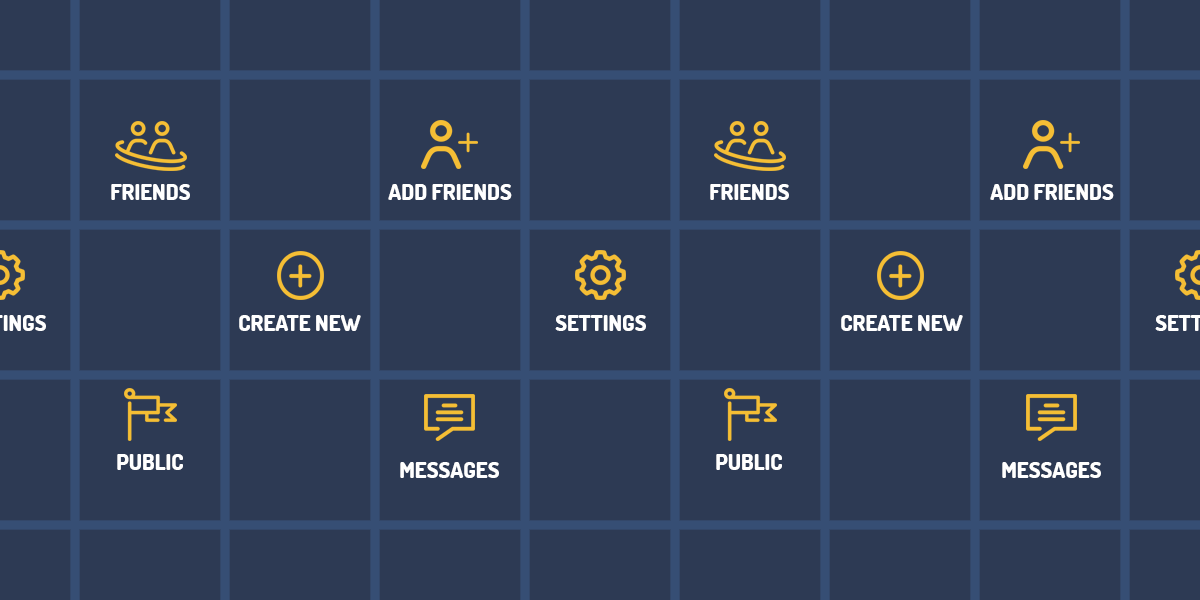 FRIENDS
ADD FRIENDS
FRIENDS
ADD FRIENDS
TINGS
CREATE NEW
SETTINGS
CREATE NEW
SETT
PUBLIC
MESSAGES
PUBLIC
MESSAGES